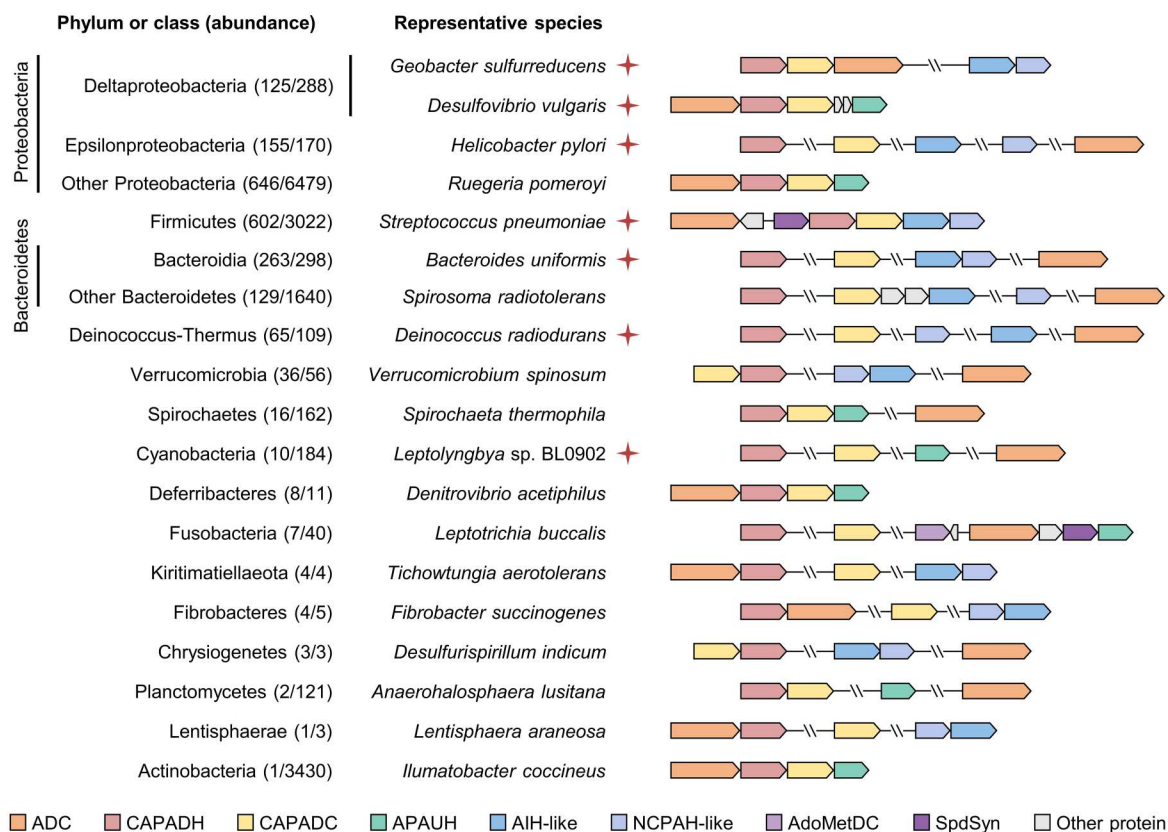 Phylum or class (abundance) Representative species
Proteobacteria
Deltaproteobacteria (125/288) Geobacter sulfurreducens
Desulfovibrio vulgaris
Epsilonproteobacteria (155/170) Helicobacter pylori
Other Proteobacteria (646/6479) Ruegeria pomeroyi
Firmicutes (602/3022) Streptococcus pneumoniae
Bacteroidetes
Bacteroidia (263/298) Bacteroides uniformis
Other Bacteroidetes (129/1640) Spirosoma radiotolerans
Deinococcus-Thermus (65/109) Deinococcus radiodurans
Verrucomicrobia (36/56) Verrucomicrobium spinosum
Spirochaetes (16/162) Spirochaeta thermophila
Cyanobacteria (10/184) Leptolyngbya sp. BL0902
Deferribacteres (8/11) Denitrovibrio acetiphilus
Fusobacteria (7/40) Leptotrichia buccalis
Kiritimatiellaeota (4/4) Tichowtungia aerotolerans
Fibrobacteres (4/5) Fibrobacter succinogenes
Chrysiogenetes (3/3) Desulfurispirillum indicum
Planctomycetes (2/121) Anaerohalosphaera lusitana
Lentisphaerae (1/3) Lentisphaera araneosa
Actinobacteria (1/3430) Ilumatobacter coccineus
ADC CAPADH CAPADC APAUH AIH-like NCPAH-like AdoMetDC SpdSyn Other protein